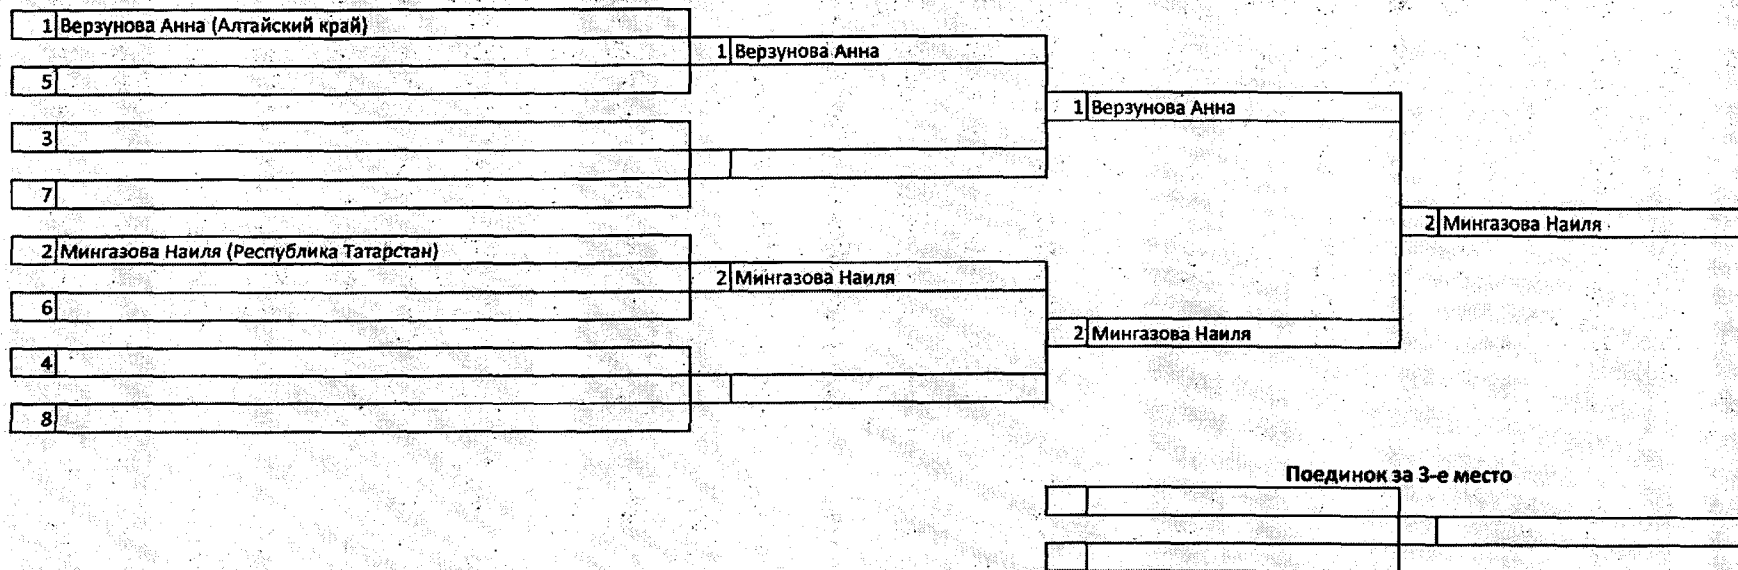 1 Верзунова Анна (Алтайский край)
1 Верзунова Анна
5
1 Верзунова Анна
3
7
2 Мингазова Наиля
2 Мингазова Наиля (Республика Татарстан)
2 Мингазова Наиля
6
2 Мингазова Наиля
4
8
Поединок за 3-е место